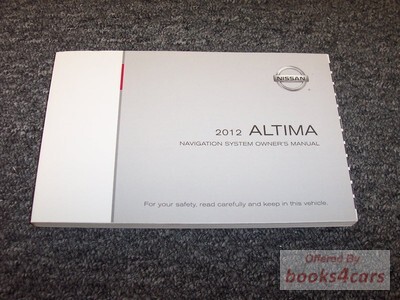 NISSAN
2012 ALTIMA
NAVIGATION SYSTEM OWNER'S MANUAL
For your safety, read carefully and keep in this vehicle.
Offered By
books4cars